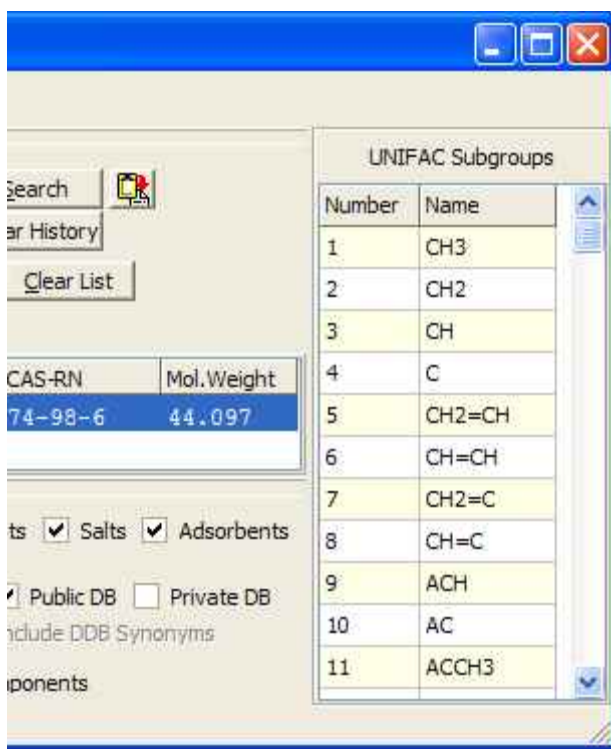 UNIFAC Subgroups
Search
ar History
Clear List
CAS-RN Mol.Weight
74-98-6 44.097
ts Salts Adsorbents
Public DB Private DB
nclude DDB Synonyms
ponents
Number Name
1 CH3
2 CH2
3 CH
4 C
5 CH2=CH
6 CH=CH
7 CH2=C
8 CH=C
9 ACH
10 AC
11 ACCH3